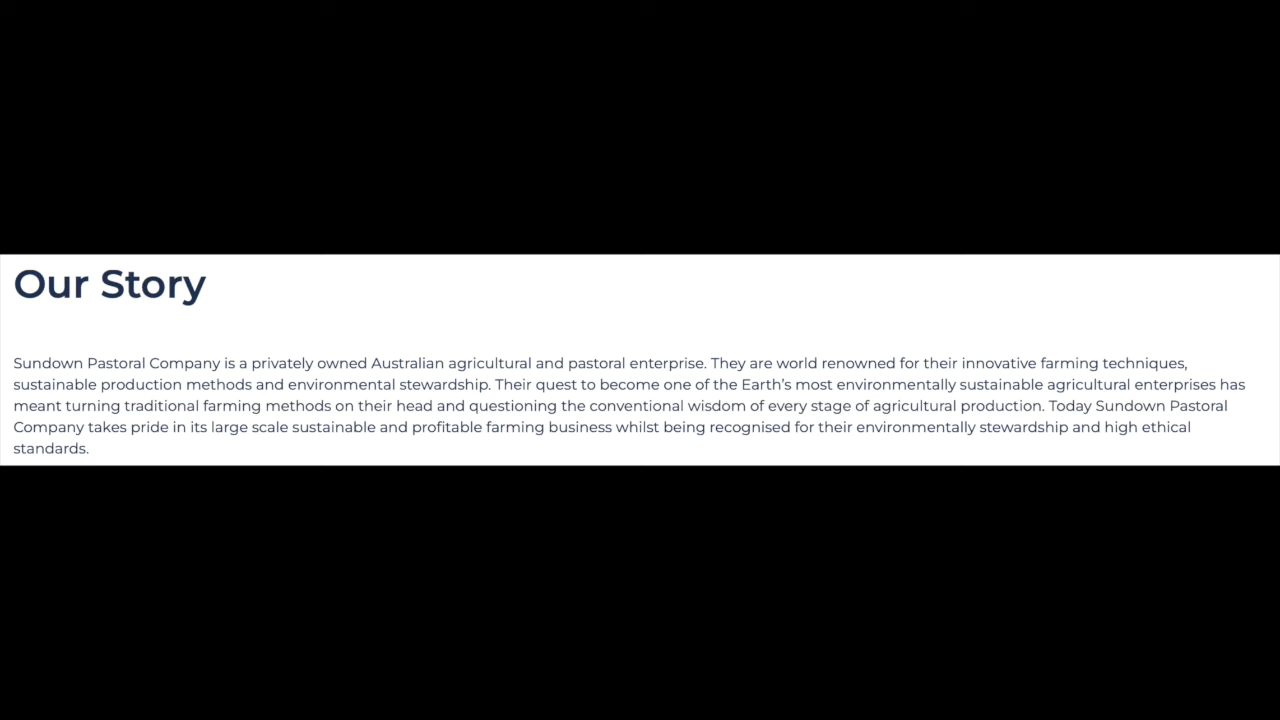 Our Story
Sundown Pastoral Company is a privately owned Australian agricultural and pastoral enterprise. They are world renowned for their innovative farming techniques,
sustainable production methods and environmental stewardship. Their quest to become one of the Earth’s most environmentally sustainable agricultural enterprises has
meant turning traditional farming methods on their head and questioning the conventional wisdom of every stage of agricultural production. Today Sundown Pastoral
Company takes pride in its large scale sustainable and profitable farming business whilst being recognised for their environmentally stewardship and high ethical
standards.